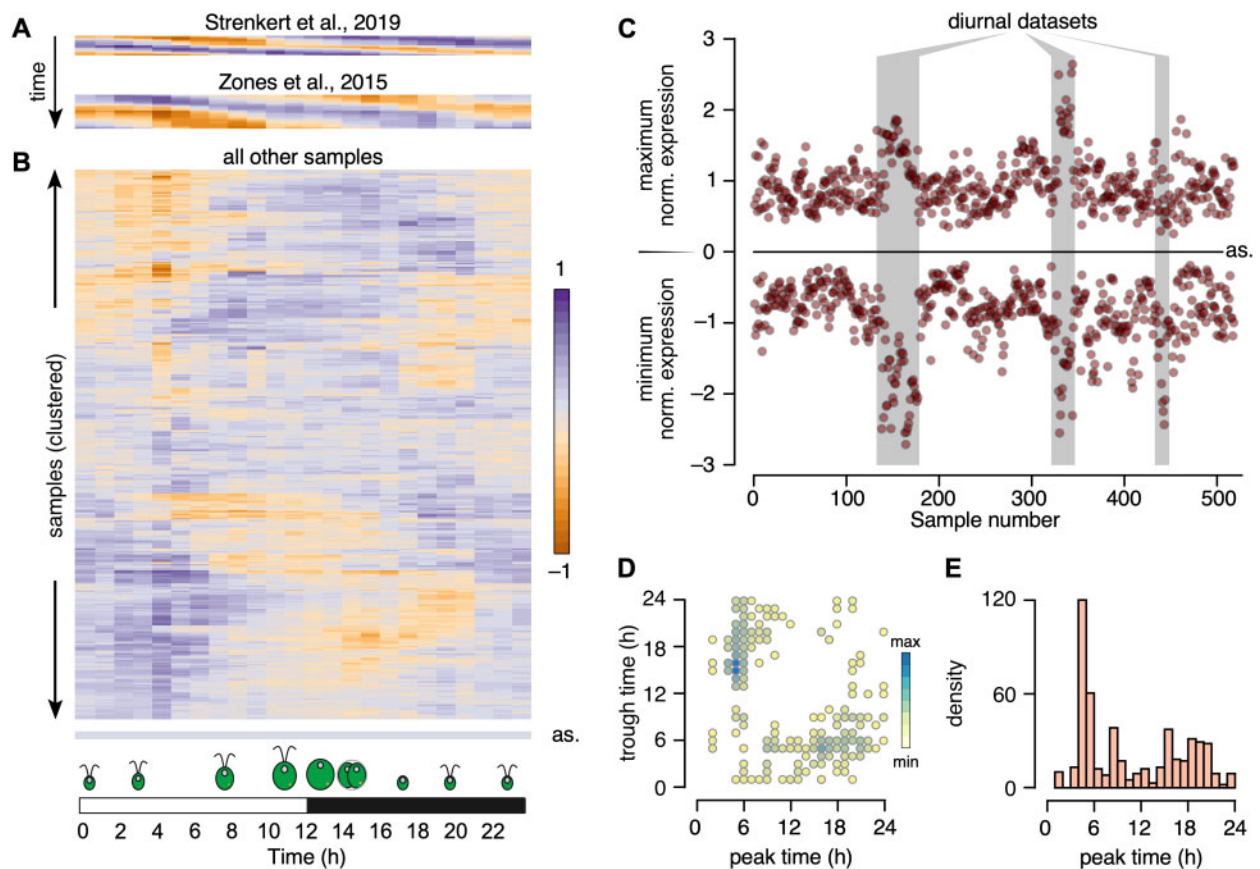 A
Strenkert et al., 2019
time
Zones et al., 2015
B
all other samples
samples (clustered)
1
−1
as.
0 2 4 6 8 10 12 14 16 18 20 22
Time (h)
C
diurnal datasets
maximum
norm. expression
minimum
norm. expression
3
2
1
0
−1
−2
−3
as.
0 100 200 300 400 500
Sample number
D
trough time (h)
24
18
12
6
0
max
min
0 6 12 18 24
peak time (h)
E
density
120
60
0
0 6 12 18 24
peak time (h)